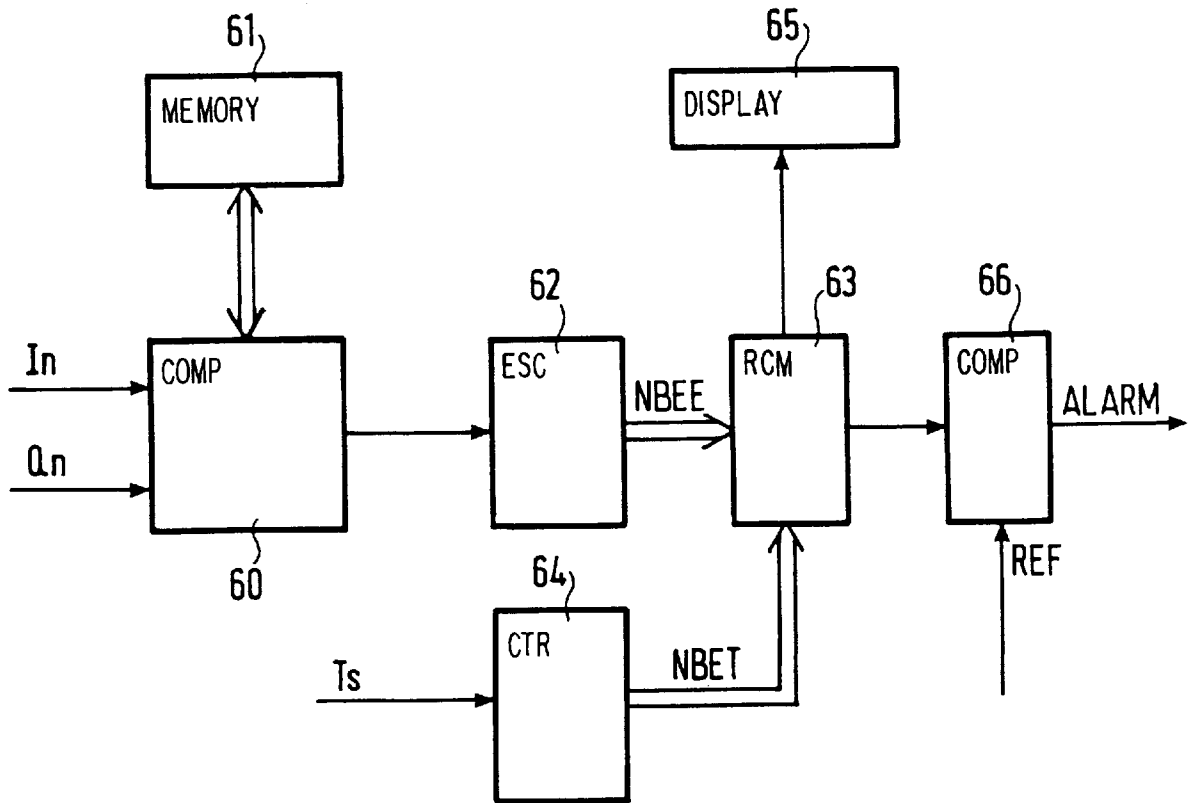 61
65
MEMORY
DISPLAY
62
63
66
In
COMP
ESC
NBEE
RCM
COMP
ALARM
Qn
60
64
REF
CTR
NBET
Ts